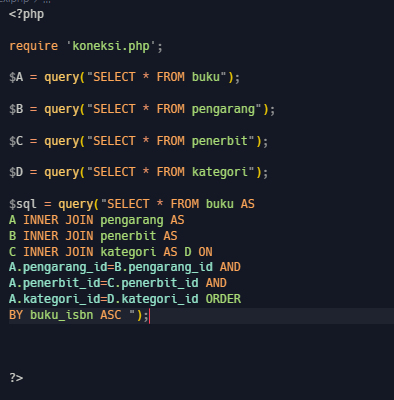 <?php
require 'koneksi.php';
$A = query("SELECT * FROM buku");
$B = query("SELECT * FROM pengarang");
$C = query("SELECT * FROM penerbit");
$D = query("SELECT * FROM kategori");
$sql = query("SELECT * FROM buku AS
A INNER JOIN pengarang AS
B INNER JOIN penerbit AS
C INNER JOIN kategori AS D ON
A.pengarang_id=B.pengarang_id AND
A.penerbit_id=C.penerbit_id AND
A.kategori_id=D.kategori_id ORDER
BY buku_isbn ASC ");
?>